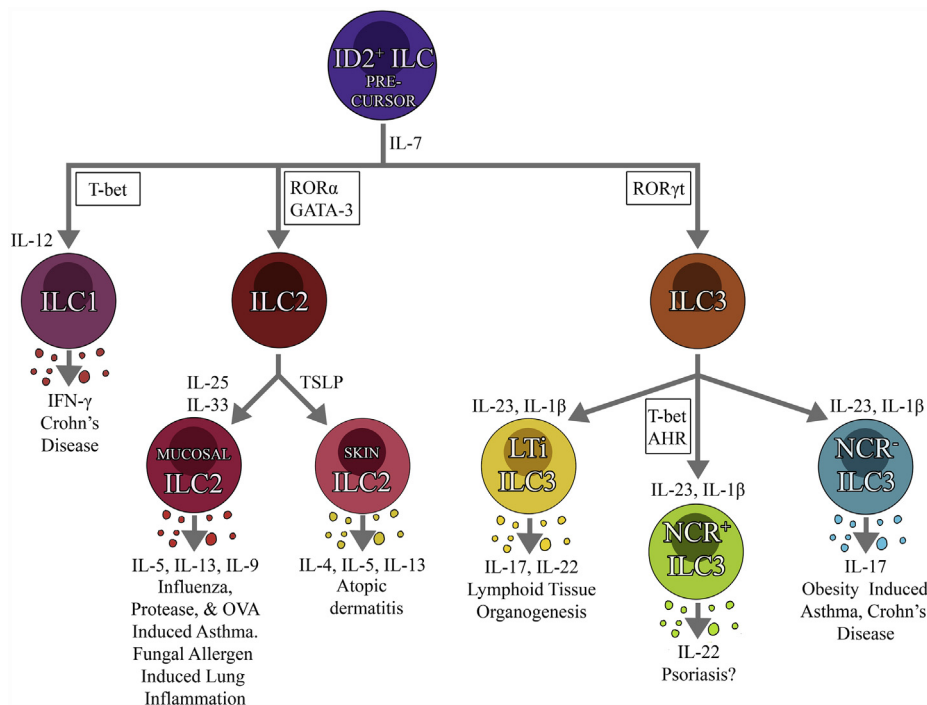 ID2⁺ ILC
PRE-
CURSOR
IL-7
T-bet
RORα
GATA-3
RORγt
IL-12
ILC1
ILC2
ILC3
IFN-γ
Crohn's
Disease
IL-25
IL-33
TSLP
MUCOSAL
ILC2
SKIN
ILC2
IL-5, IL-13, IL-9
Influenza,
Protease, & OVA
Induced Asthma.
Fungal Allergen
Induced Lung
Inflammation
IL-4, IL-5, IL-13
Atopic
dermatitis
IL-23, IL-1β
T-bet
AHR
IL-23, IL-1β
LTi
ILC3
IL-17, IL-22
Lymphoid Tissue
Organogenesis
IL-23, IL-1β
NCR⁺
ILC3
IL-22
Psoriasis?
NCR⁻
ILC3
IL-17
Obesity Induced
Asthma, Crohn's
Disease